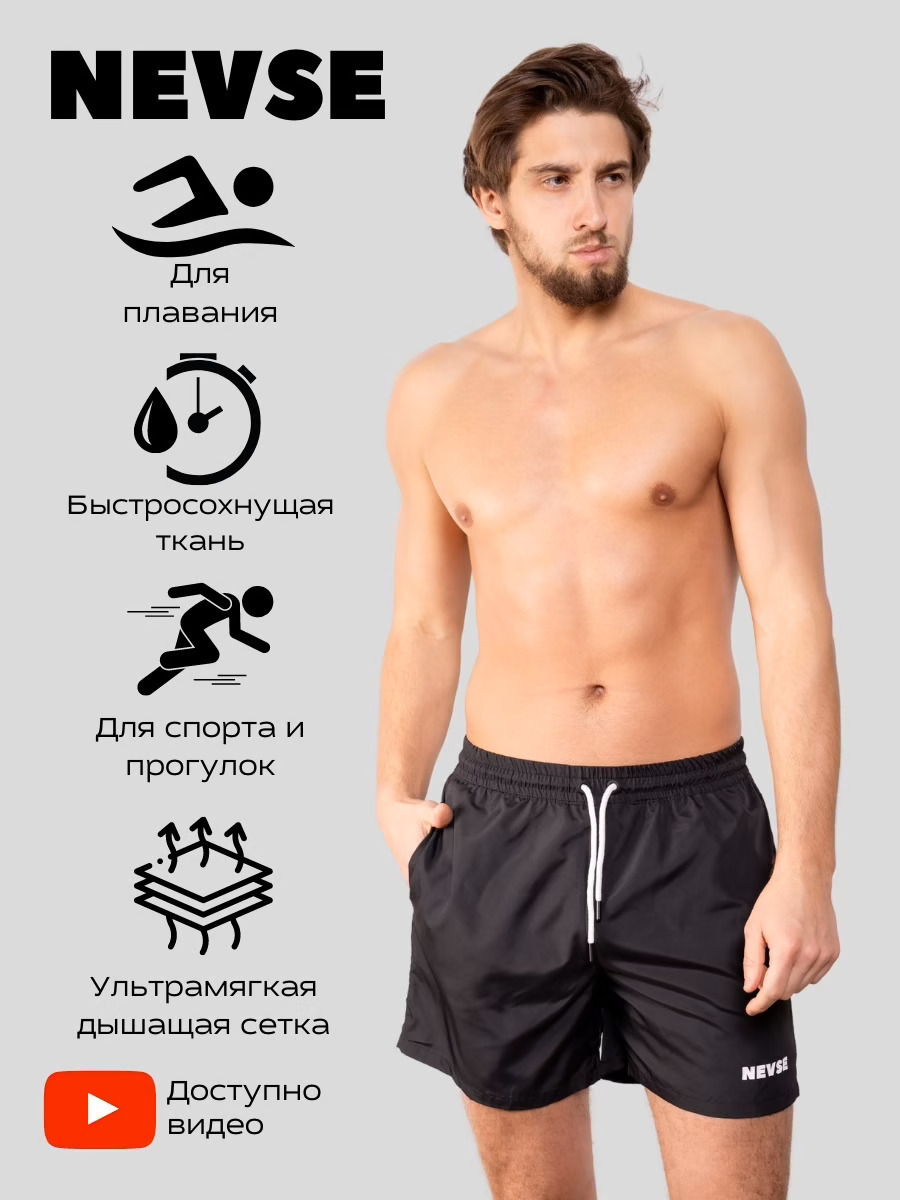 NEVSE
Для
плавания
Быстросохнущая
ткань
Для спорта и
прогулок
Ультрамягкая
дышащая сетка
Доступно
видео
NEVSE